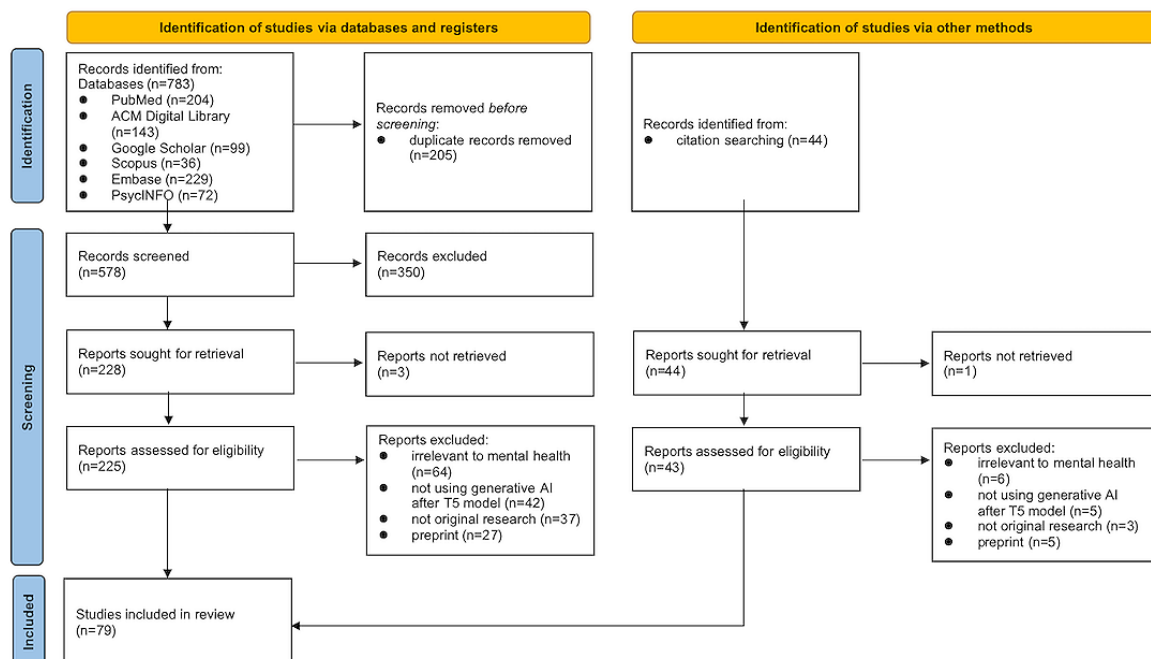 Identification of studies via databases and registers
Identification of studies via other methods
Identification
Records identified from:
Databases (n=783)
● PubMed (n=204)
● ACM Digital Library
(n=143)
● Google Scholar (n=99)
● Scopus (n=36)
● Embase (n=229)
● PsycINFO (n=72)
Records removed before
screening:
● duplicate records removed
(n=205)
Records identified from:
● citation searching (n=44)
Screening
Records screened
(n=578)
Records excluded
(n=350)
Reports sought for retrieval
(n=228)
Reports not retrieved
(n=3)
Reports sought for retrieval
(n=44)
Reports not retrieved
(n=1)
Reports assessed for eligibility
(n=225)
Reports excluded:
● irrelevant to mental health
(n=64)
● not using generative AI
after T5 model (n=42)
● not original research (n=37)
● preprint (n=27)
Reports assessed for eligibility
(n=43)
Reports excluded:
● irrelevant to mental health
(n=6)
● not using generative AI
after T5 model (n=5)
● not original research (n=3)
● preprint (n=5)
Included
Studies included in review
(n=79)